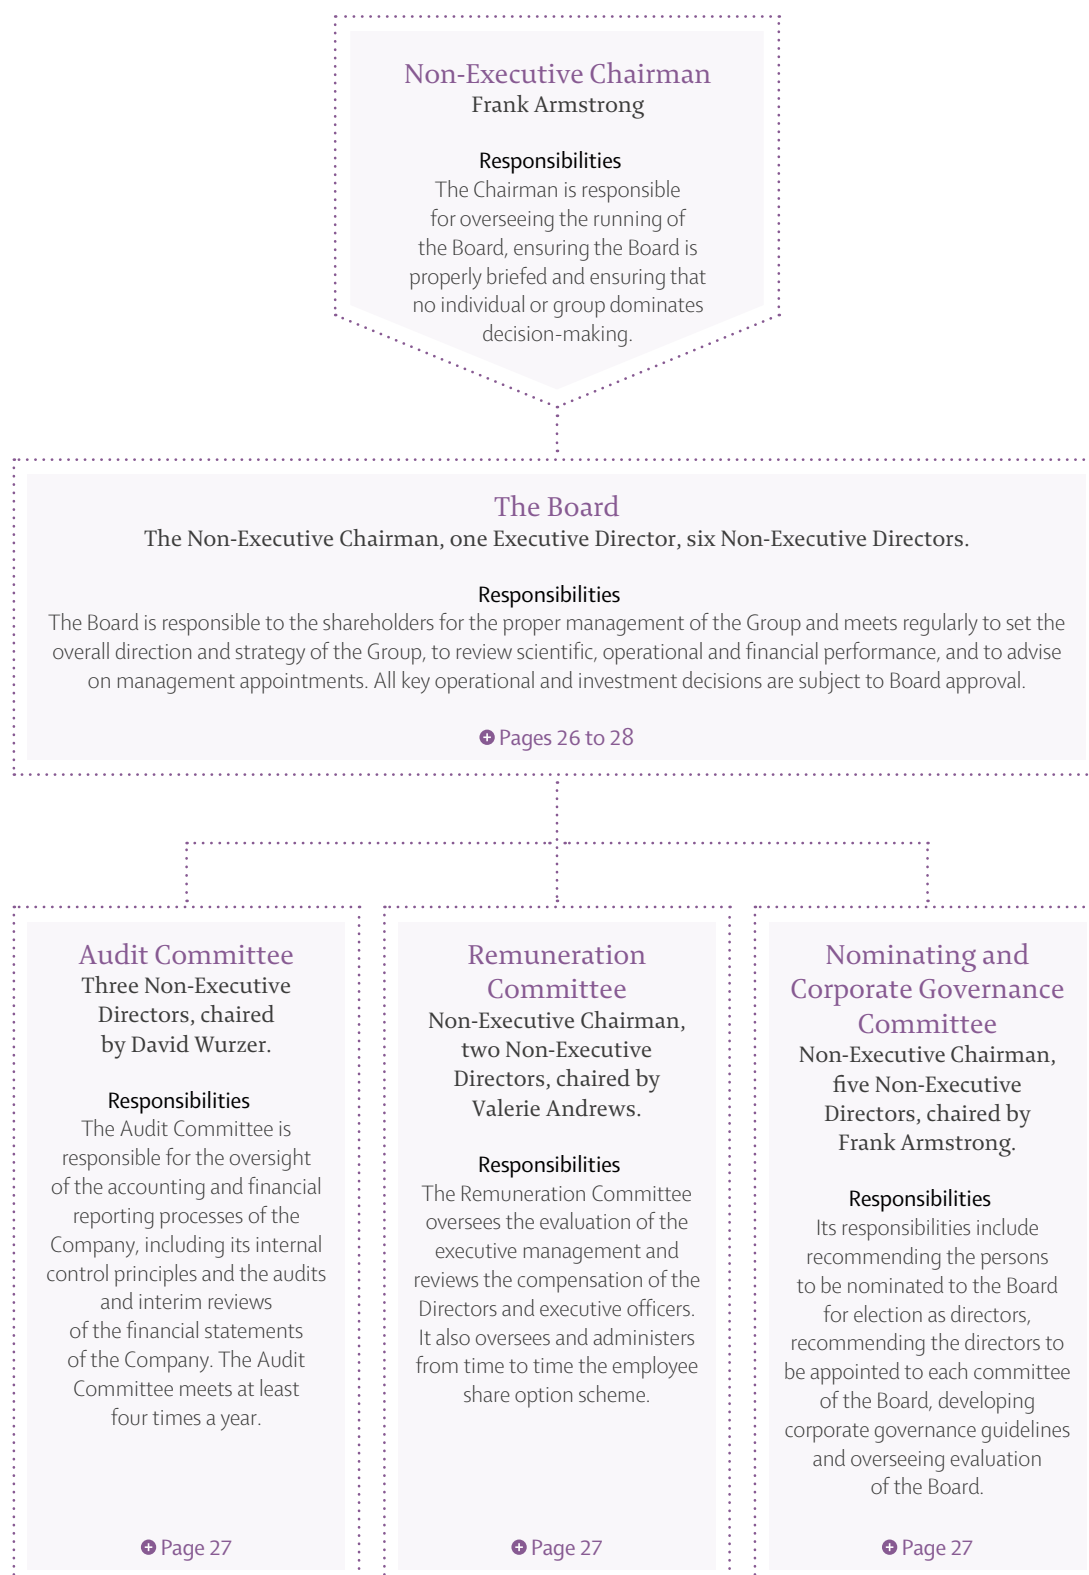 Non-Executive Chairman
Frank Armstrong
Responsibilities
The Chairman is responsible
for overseeing the running of
the Board, ensuring the Board is
properly briefed and ensuring that
no individual or group dominates
decision-making.
The Board
The Non-Executive Chairman, one Executive Director, six Non-Executive Directors.
Responsibilities
The Board is responsible to the shareholders for the proper management of the Group and meets regularly to set the
overall direction and strategy of the Group, to review scientific, operational and financial performance, and to advise
on management appointments. All key operational and investment decisions are subject to Board approval.
Pages 26 to 28
Audit Committee
Three Non-Executive
Directors, chaired
by David Wurzer.
Responsibilities
The Audit Committee is
responsible for the oversight
of the accounting and financial
reporting processes of the
Company, including its internal
control principles and the audits
and interim reviews
of the financial statements
of the Company. The Audit
Committee meets at least
four times a year.
Page 27
Remuneration
Committee
Non-Executive Chairman,
two Non-Executive
Directors, chaired by
Valerie Andrews.
Responsibilities
The Remuneration Committee
oversees the evaluation of the
executive management and
reviews the compensation of the
Directors and executive officers.
It also oversees and administers
from time to time the employee
share option scheme.
Page 27
Nominating and
Corporate Governance
Committee
Non-Executive Chairman,
five Non-Executive
Directors, chaired by
Frank Armstrong.
Responsibilities
Its responsibilities include
recommending the persons
to be nominated to the Board
for election as directors,
recommending the directors to
be appointed to each committee
of the Board, developing
corporate governance guidelines
and overseeing evaluation
of the Board.
Page 27